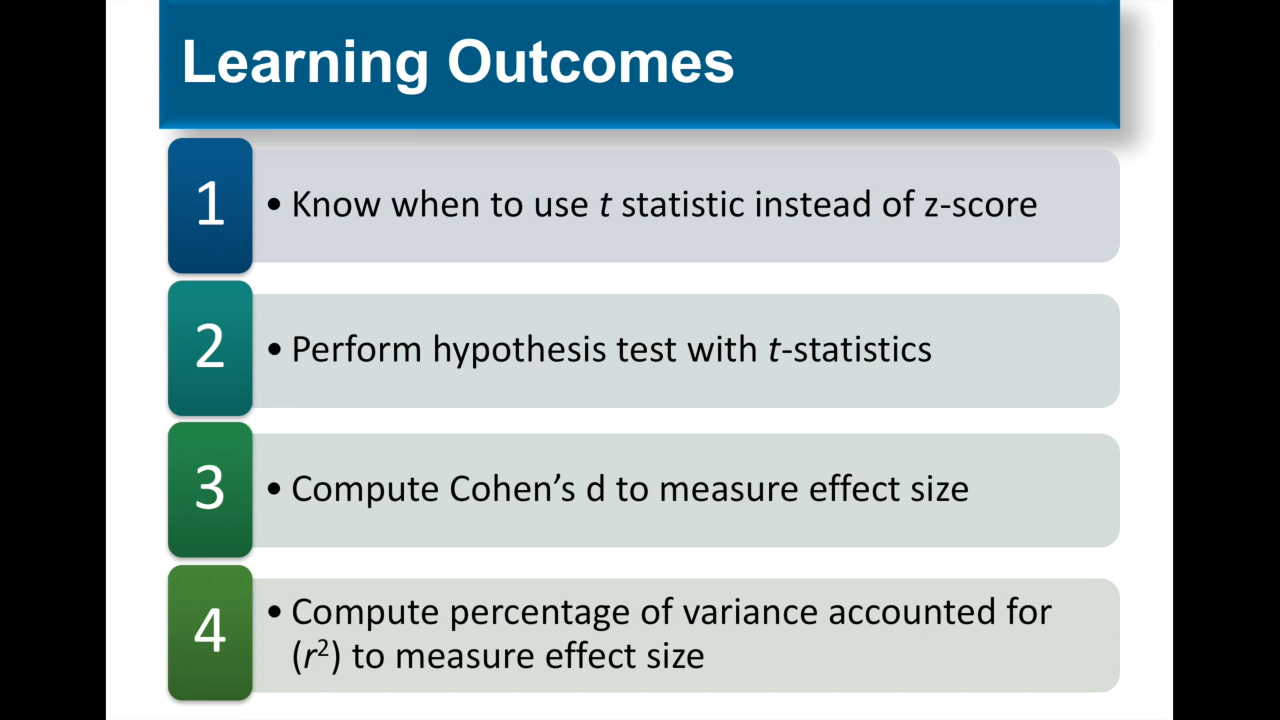 Learning Outcomes
1
• Know when to use t statistic instead of z-score
2
• Perform hypothesis test with t-statistics
3
• Compute Cohen’s d to measure effect size
4
• Compute percentage of variance accounted for
(r²) to measure effect size